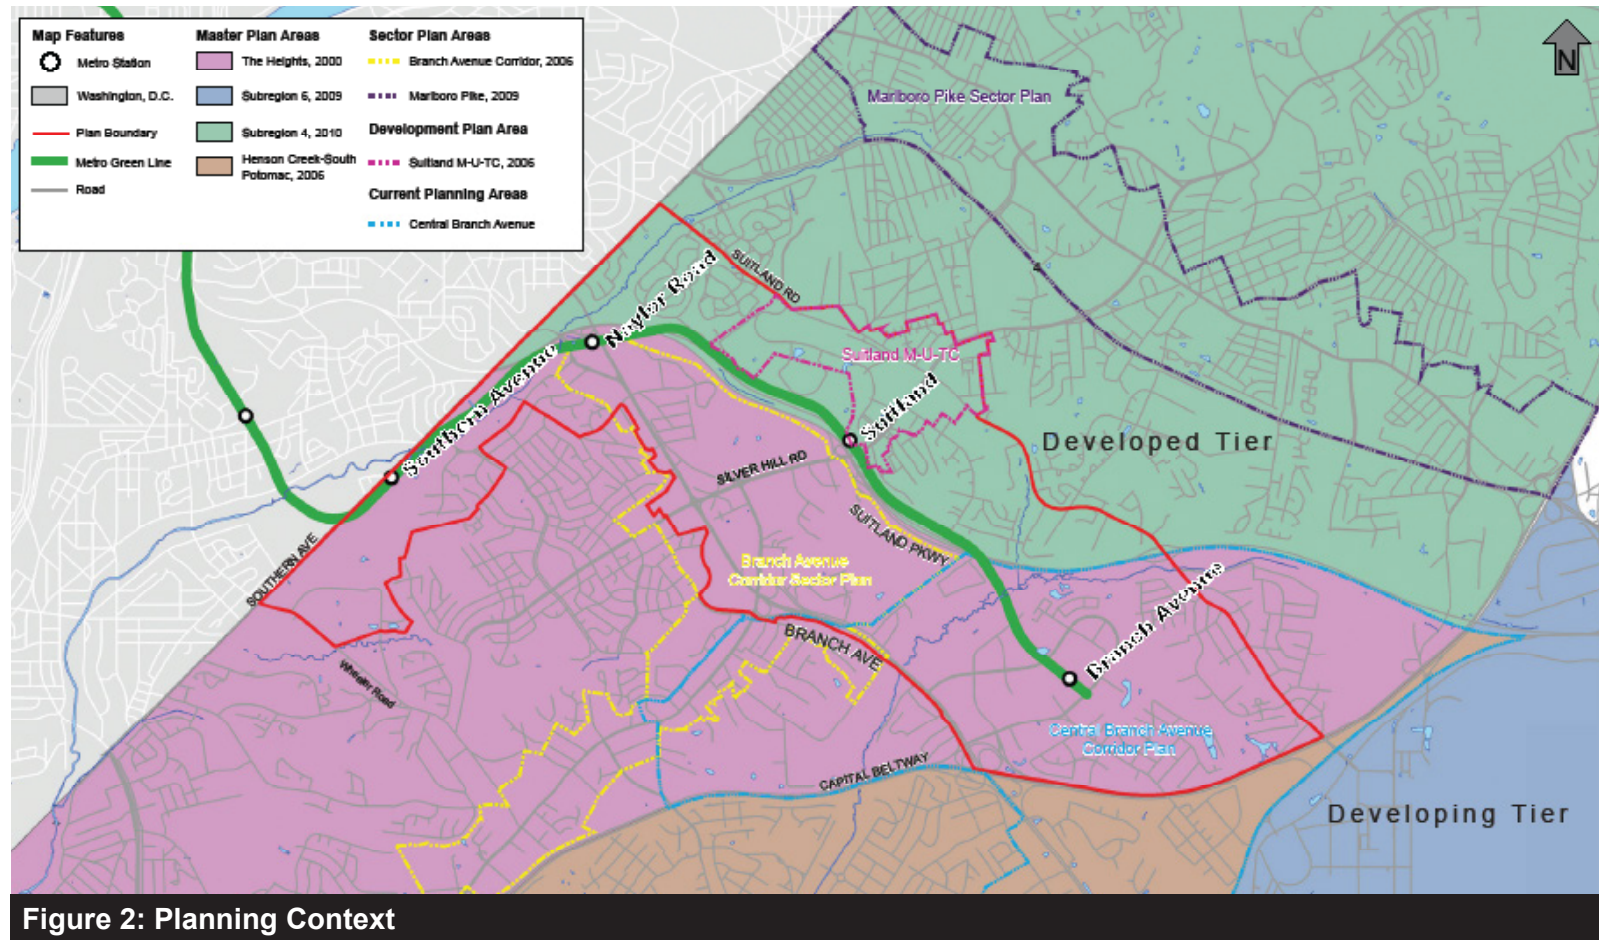 Map Features
Metro Station
Washington, D.C.
Plan Boundary
Metro Green Line
Road
Master Plan Areas
The Heights, 2000
Subregion 6, 2009
Subregion 4, 2010
Henson Creek-South
Potomac, 2006
Sector Plan Areas
Branch Avenue Corridor, 2006
Marlboro Pike, 2009
Development Plan Area
Suitland M-U-TC, 2006
Current Planning Areas
Central Branch Avenue
N
Marlboro Pike Sector Plan
SUITLAND RD
Naylor Road
Southern Avenue
Suitland M-U-TC
Suitland
Developed Tier
SILVER HILL RD
SUITLAND PKWY
SOUTHERN AVE
Branch Avenue
Corridor Sector Plan
Branch Avenue
BRANCH AVE
Wheeler Road
Central Branch Avenue
Corridor Plan
CAPITAL BELTWAY
Developing Tier
Figure 2: Planning Context